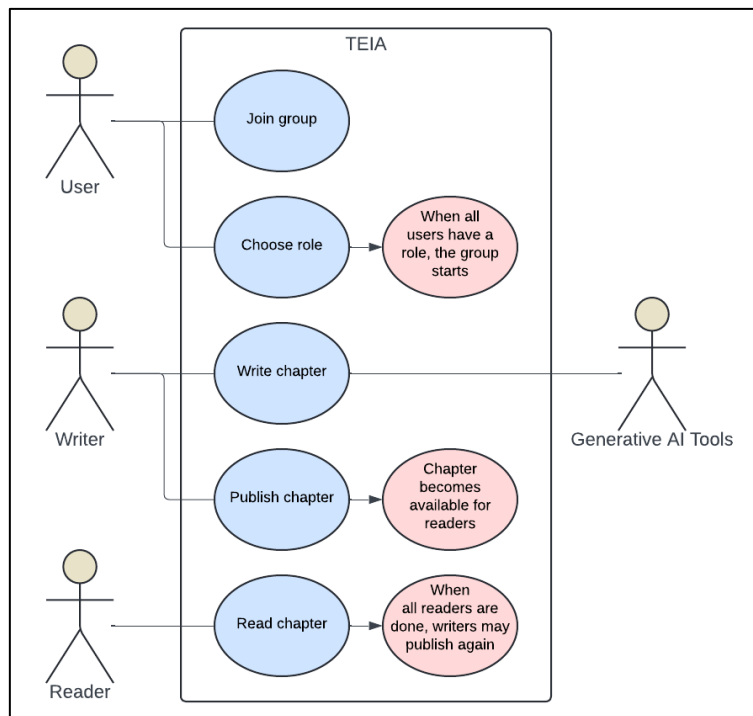 TEIA
Join group
User
Choose role
When all
users have a
role, the group
starts
Write chapter
Writer
Generative AI Tools
Publish chapter
Chapter
becomes
available for
readers
Read chapter
When
all readers are
done, writers may
publish again
Reader